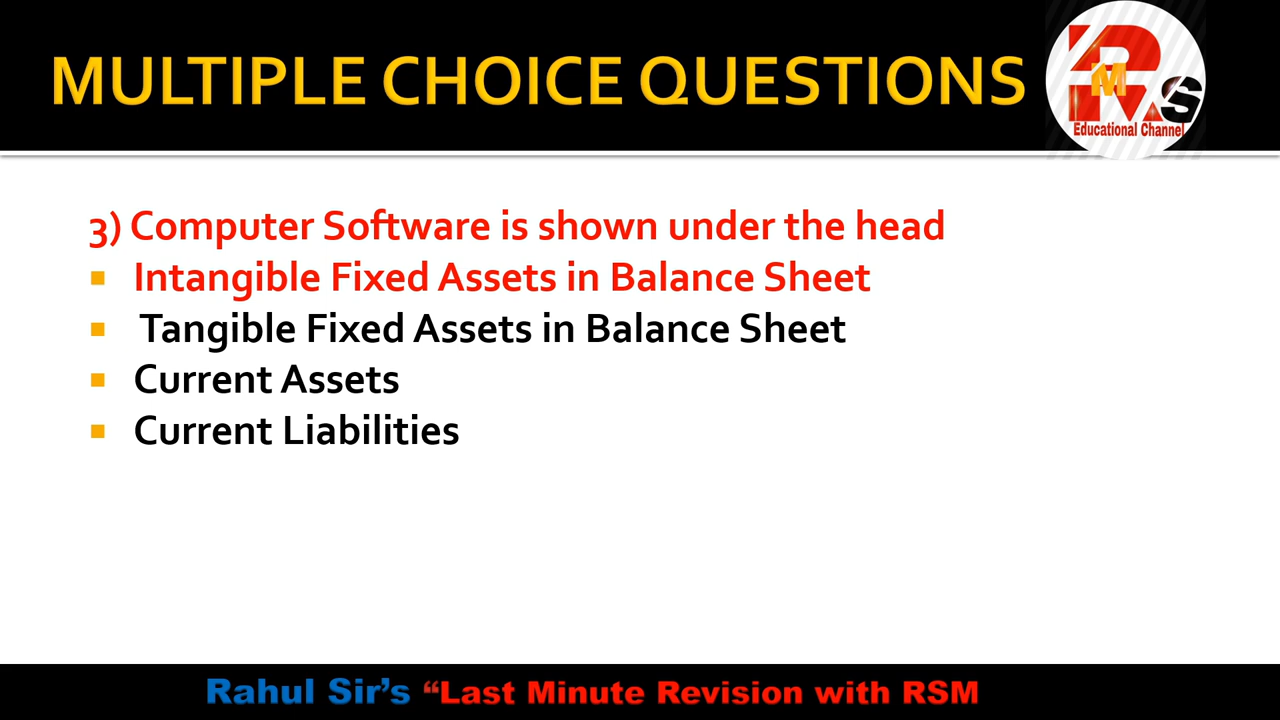 MULTIPLE CHOICE QUESTIONS
RMS
Educational Channel
3) Computer Software is shown under the head
Intangible Fixed Assets in Balance Sheet
Tangible Fixed Assets in Balance Sheet
Current Assets
Current Liabilities
Rahul Sir’s “Last Minute Revision with RSM